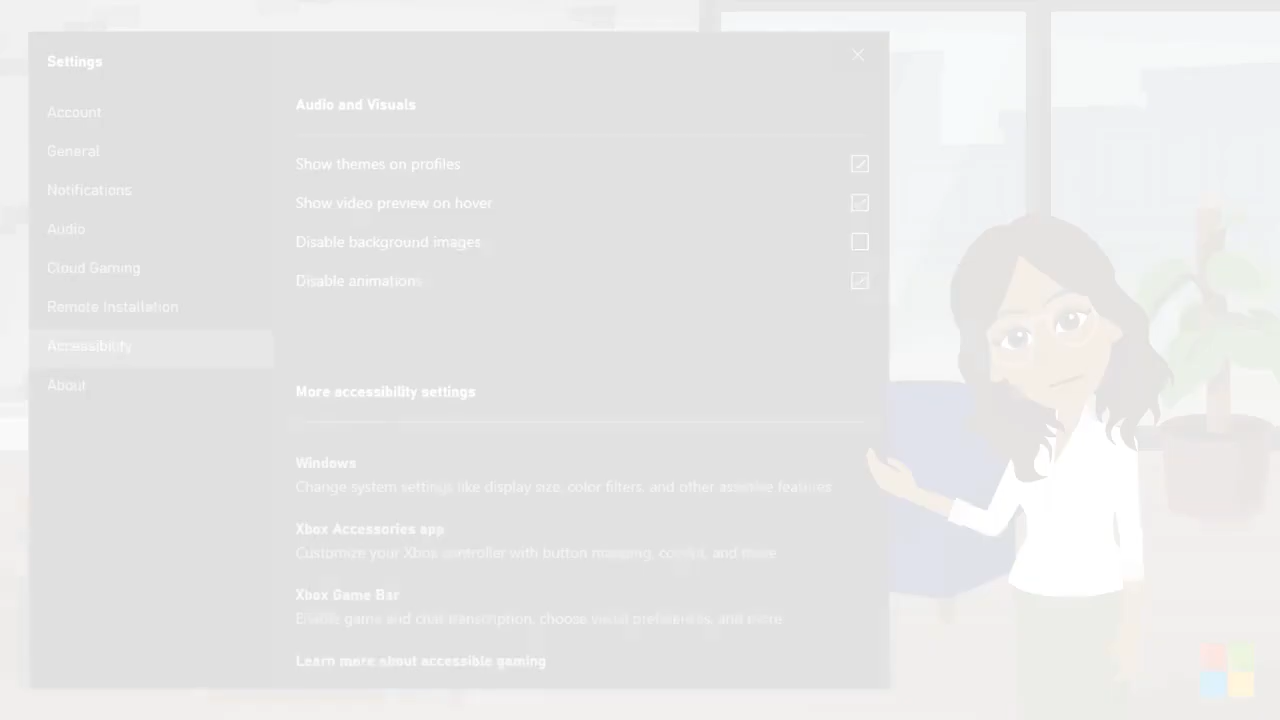 Settings
Account
General
Notifications
Audio
Cloud Gaming
Remote Installation
Accessibility
About
Audio and Visuals
Show themes on profiles
Show video preview on hover
Disable background images
Disable animations
More accessibility settings
Windows
Change system settings like display size, color filters, and other assistive features
Xbox Accessories app
Customize your Xbox controller with button mapping, combo, and more
Xbox Game Bar
Enable game and chat transcription, choose visual preferences, and more
Learn more about accessible gaming